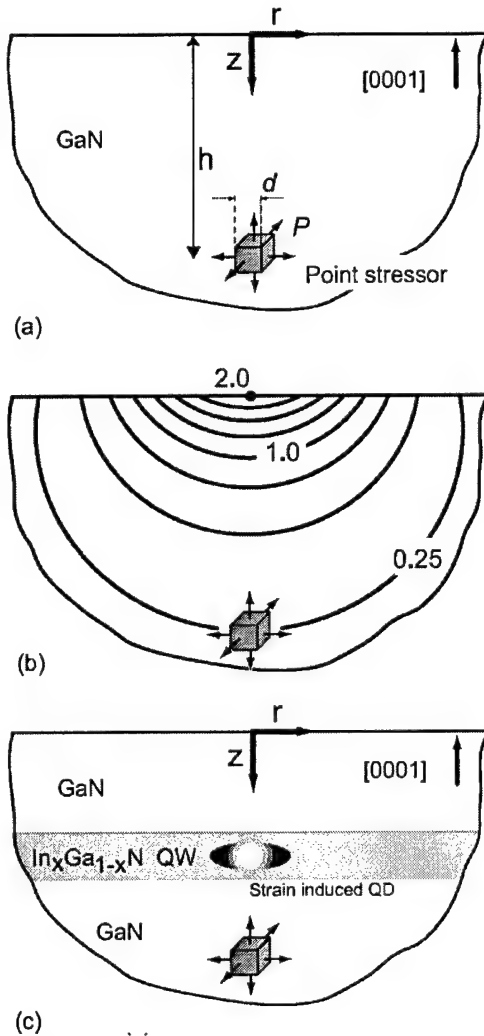 r
z
[0001]
GaN
h
d
P
Point stressor
(a)
2.0
1.0
0.25
(b)
r
z
[0001]
GaN
InₓGa₁₋ₓN QW
Strain induced QD
GaN
(c)